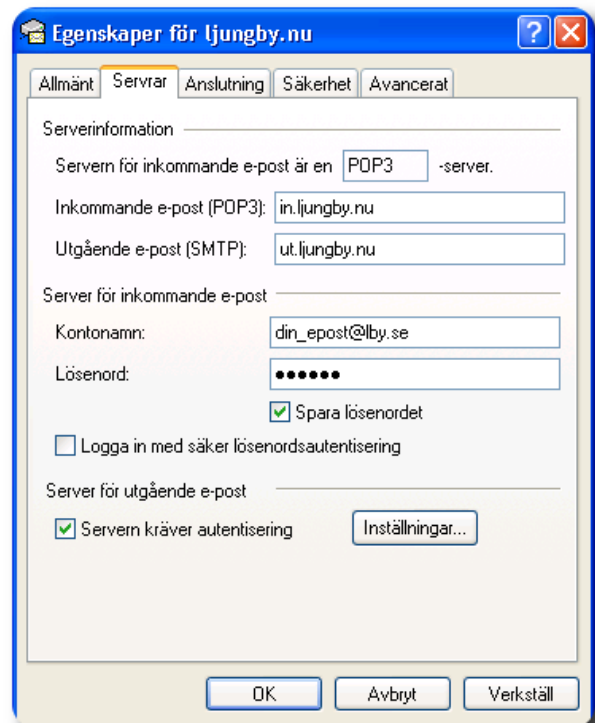 Egenskaper för ljungby.nu
Allmänt Servrar Anslutning Säkerhet Avancerat
Serverinformation
Servern för inkommande e-post är en POP3 -server.
Inkommande e-post (POP3): in.ljungby.nu
Utgående e-post (SMTP): ut.ljungby.nu
Server för inkommande e-post
Kontonamn: din_epost@lby.se
Lösenord: ●●●●●●
Spara lösenordet
Logga in med säker lösenordsautentisering
Server för utgående e-post
Servern kräver autentisering Inställningar...
OK Avbryt Verkställ